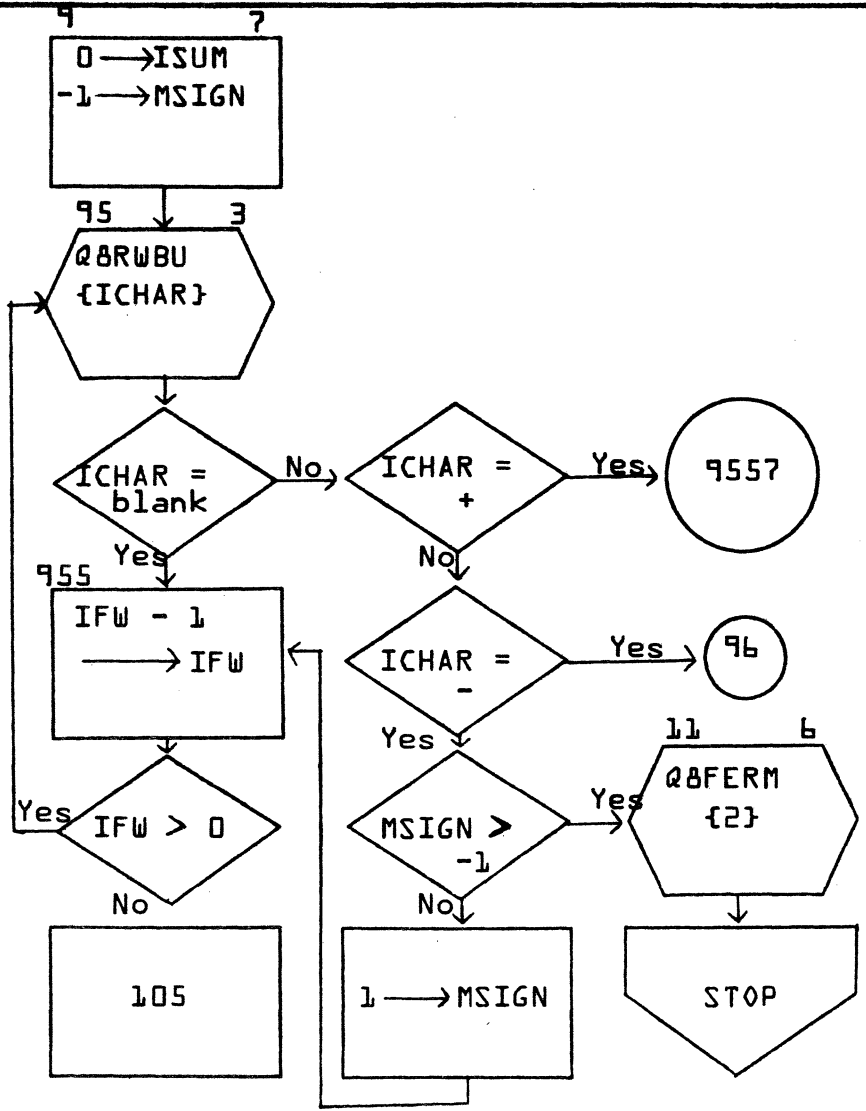 9 7
0 → ISUM
-1 → MSIGN
95 3
Q8RWBU
{ICHAR}
ICHAR =
blank
No
Yes
ICHAR =
+
Yes
No
9557
955
IFW - 1
→ IFW
ICHAR =
-
Yes
Yes
96
IFW > 0
Yes
No
MSIGN >
-1
Yes
No
11 6
Q8FERM
{2}
105
1 → MSIGN
STOP